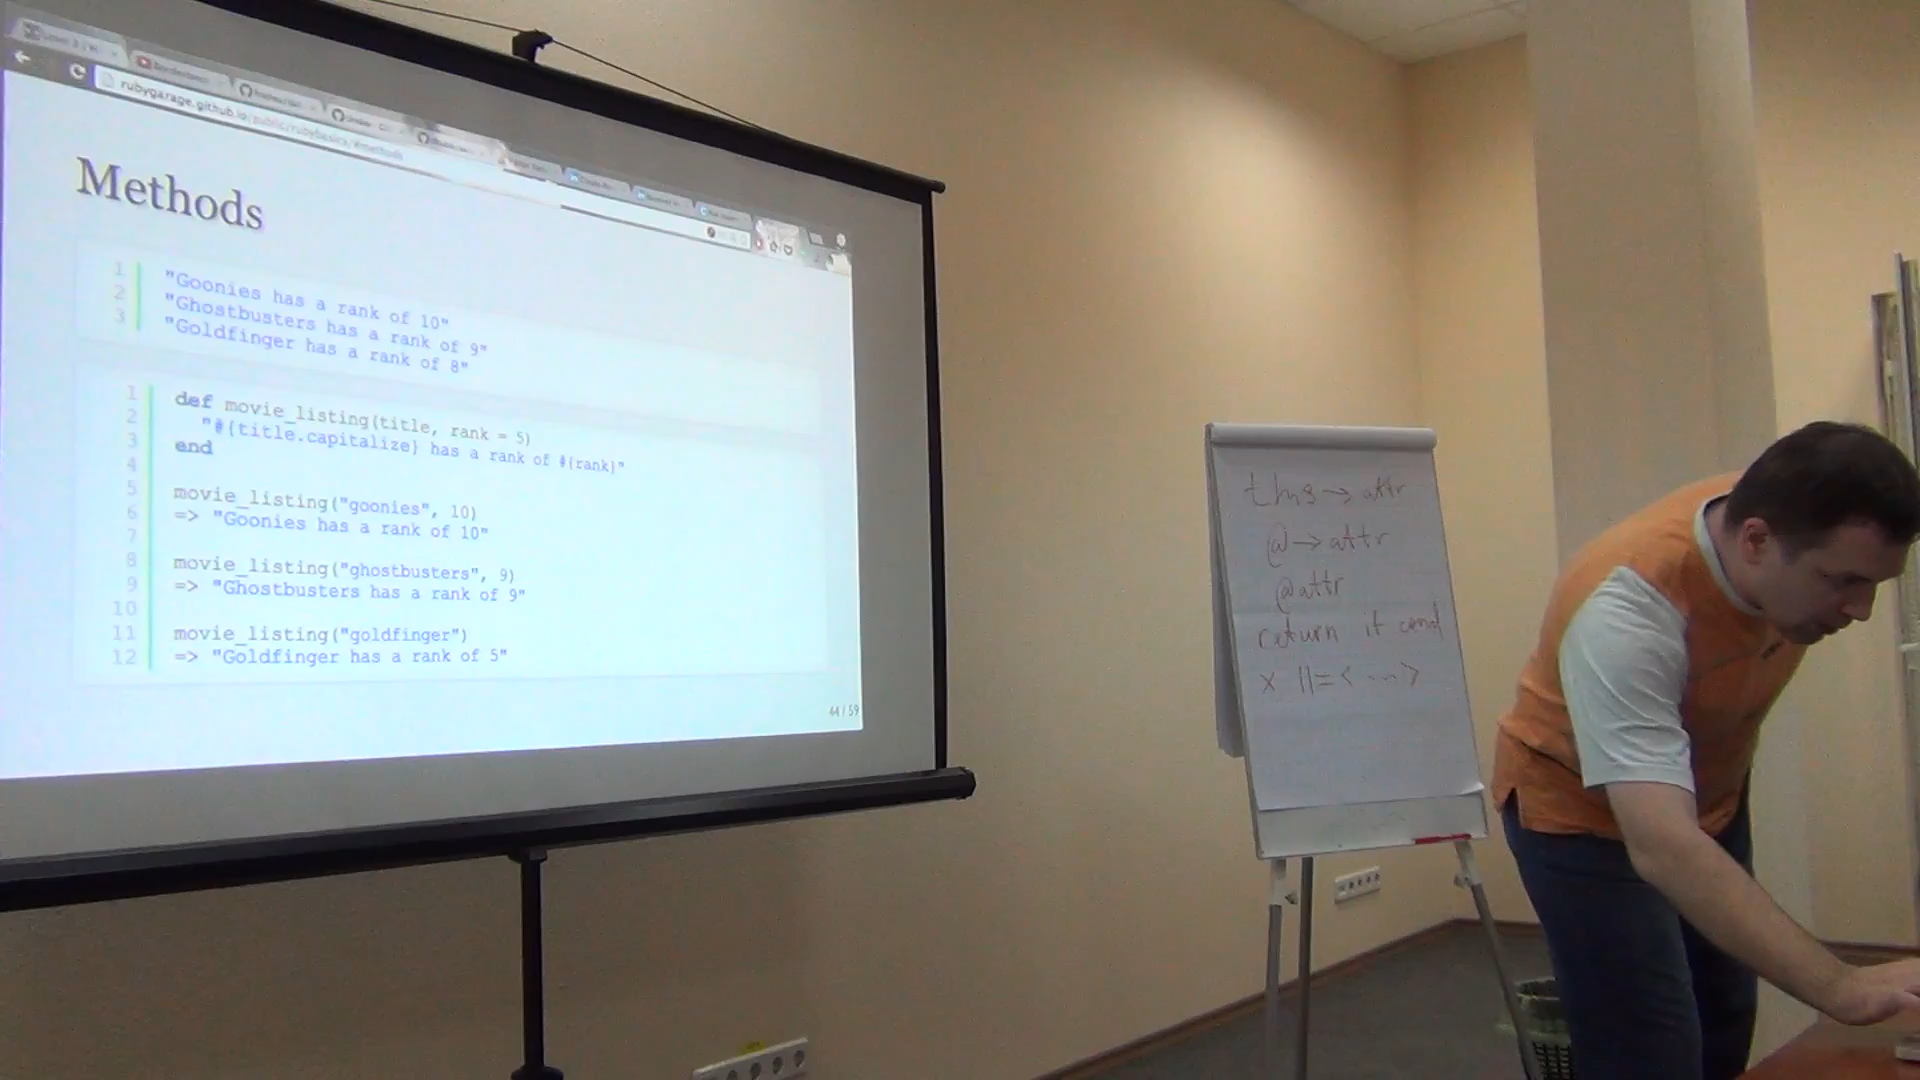 rubygarage.github.io/public/rubybasics/#methods
Methods
1 "Goonies has a rank of 10"
2 "Ghostbusters has a rank of 9"
3 "Goldfinger has a rank of 8"
1 def movie_listing(title, rank = 5)
2 "#{title.capitalize} has a rank of #{rank}"
3 end
4
5 movie_listing("goonies", 10)
6 => "Goonies has a rank of 10"
7
8 movie_listing("ghostbusters", 9)
9 => "Ghostbusters has a rank of 9"
10
11 movie_listing("goldfinger")
12 => "Goldfinger has a rank of 5"
44 / 59
this → attr
@ → attr
@attr
return if cond
x ||= < ... >